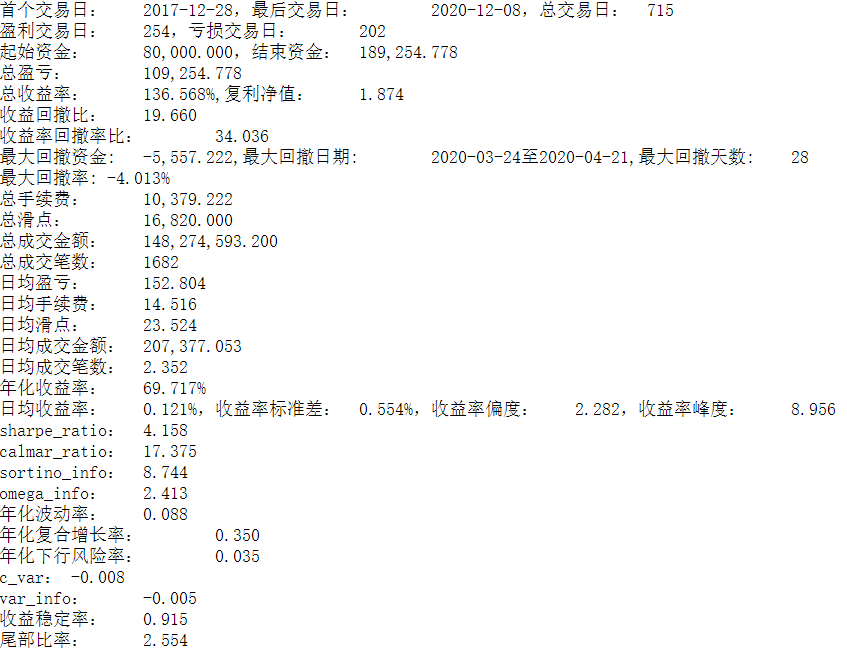 首个交易日： 2017-12-28，最后交易日： 2020-12-08，总交易日： 715
盈利交易日： 254，亏损交易日： 202
起始资金： 80,000.000，结束资金： 189,254.778
总盈亏： 109,254.778
总收益率： 136.568%,复利净值： 1.874
收益回撤比： 19.660
收益率回撤率比： 34.036
最大回撤资金: -5,557.222,最大回撤日期: 2020-03-24至2020-04-21,最大回撤天数: 28
最大回撤率: -4.013%
总手续费： 10,379.222
总滑点： 16,820.000
总成交金额： 148,274,593.200
总成交笔数： 1682
日均盈亏： 152.804
日均手续费： 14.516
日均滑点： 23.524
日均成交金额： 207,377.053
日均成交笔数： 2.352
年化收益率： 69.717%
日均收益率： 0.121%，收益率标准差： 0.554%，收益率偏度： 2.282，收益率峰度： 8.956
sharpe_ratio： 4.158
calmar_ratio： 17.375
sortino_info： 8.744
omega_info： 2.413
年化波动率： 0.088
年化复合增长率： 0.350
年化下行风险率： 0.035
c_var： -0.008
var_info： -0.005
收益稳定率： 0.915
尾部比率： 2.554